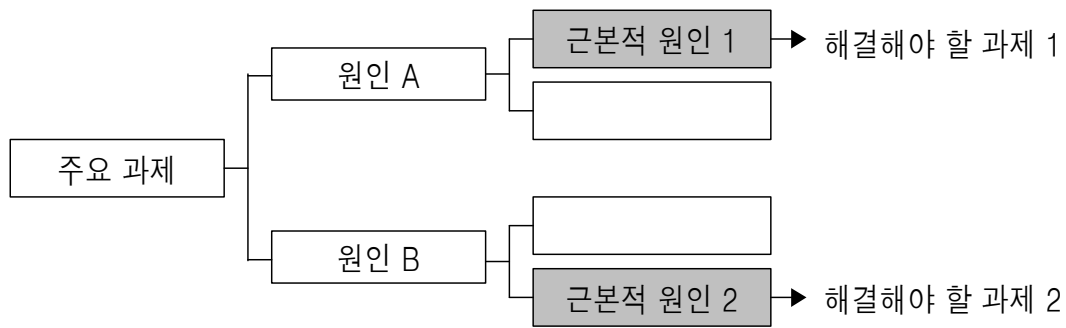 주요 과제
원인 A
근본적 원인 1
해결해야 할 과제 1
원인 B
근본적 원인 2
해결해야 할 과제 2